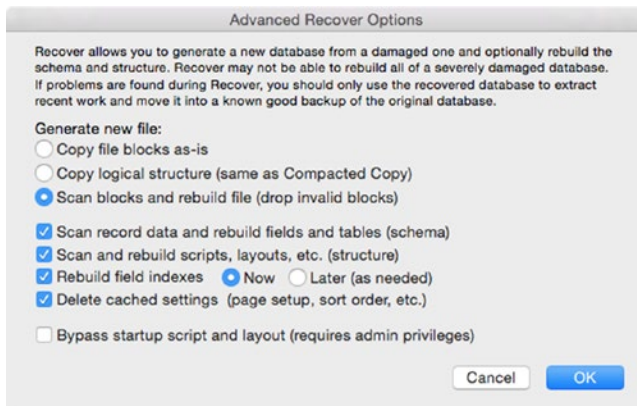 Advanced Recover Options
Recover allows you to generate a new database from a damaged one and optionally rebuild the
schema and structure. Recover may not be able to rebuild all of a severely damaged database.
If problems are found during Recover, you should only use the recovered database to extract
recent work and move it into a known good backup of the original database.
Generate new file:
Copy file blocks as-is
Copy logical structure (same as Compacted Copy)
Scan blocks and rebuild file (drop invalid blocks)
Scan record data and rebuild fields and tables (schema)
Scan and rebuild scripts, layouts, etc. (structure)
Rebuild field indexes Now Later (as needed)
Delete cached settings (page setup, sort order, etc.)
Bypass startup script and layout (requires admin privileges)
Cancel OK